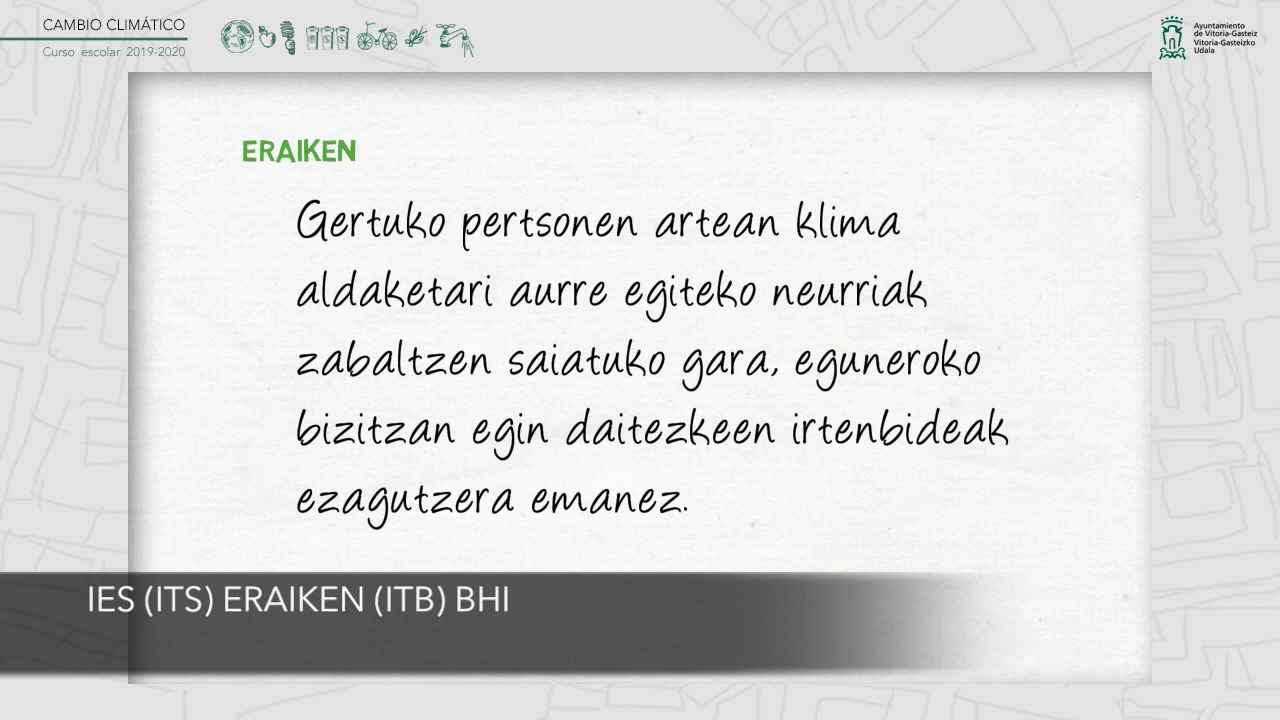 CAMBIO CLIMÁTICO
Curso escolar 2019-2020
Ayuntamiento
de Vitoria-Gasteiz
Vitoria-Gasteizko
Udala
ERAIKEN
Gertuko pertsonen artean klima
aldaketari aurre egiteko neurriak
zabaltzen saiatuko gara, eguneroko
bizitzan egin daitezkeen irtenbideak
ezagutzera emanez.
IES (ITS) ERAIKEN (ITB) BHI